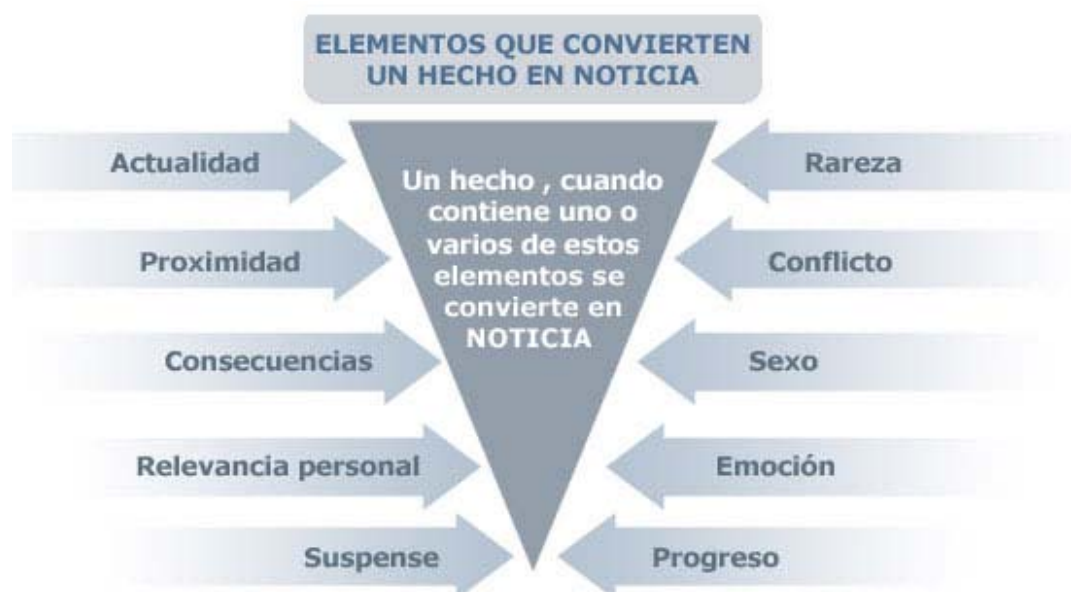 ELEMENTOS QUE CONVIERTEN
UN HECHO EN NOTICIA
Actualidad
Proximidad
Consecuencias
Relevancia personal
Suspense
Un hecho , cuando
contiene uno o
varios de estos
elementos se
convierte en
NOTICIA
Rareza
Conflicto
Sexo
Emoción
Progreso